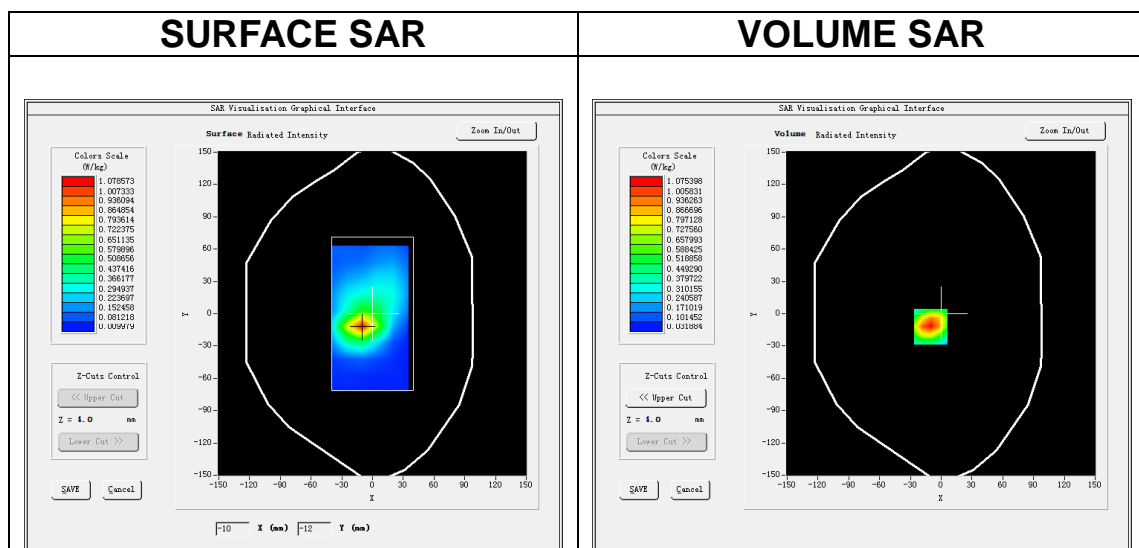 SURFACE SAR
VOLUME SAR
SAR Visualisation Graphical Interface
Surface Radiated Intensity
Zoom In/Out
Colors Scale
(W/kg)
1.078573
1.007333
0.936094
0.864854
0.793614
0.722375
0.651135
0.579896
0.508656
0.437416
0.366177
0.294937
0.223697
0.152458
0.081218
0.009979
150
120
90
60
30
0
-30
-60
-90
-120
-150
Y
-150 -120 -90 -60 -30 0 30 60 90 120 150
X
Z-Cuts Control
<< Upper Cut
Z = 4.0 mm
Lower Cut >>
SAVE Cancel
-10 X (mm) -12 Y (mm)
SAR Visualisation Graphical Interface
Volume Radiated Intensity
Zoom In/Out
Colors Scale
(W/kg)
1.075398
1.005831
0.936263
0.866696
0.797128
0.727560
0.657993
0.588425
0.518858
0.449290
0.379722
0.310155
0.240587
0.171019
0.101452
0.031884
150
120
90
60
30
0
-30
-60
-90
-120
-150
Y
-150 -120 -90 -60 -30 0 30 60 90 120 150
X
Z-Cuts Control
<< Upper Cut
Z = 4.0 mm
Lower Cut >>
SAVE Cancel